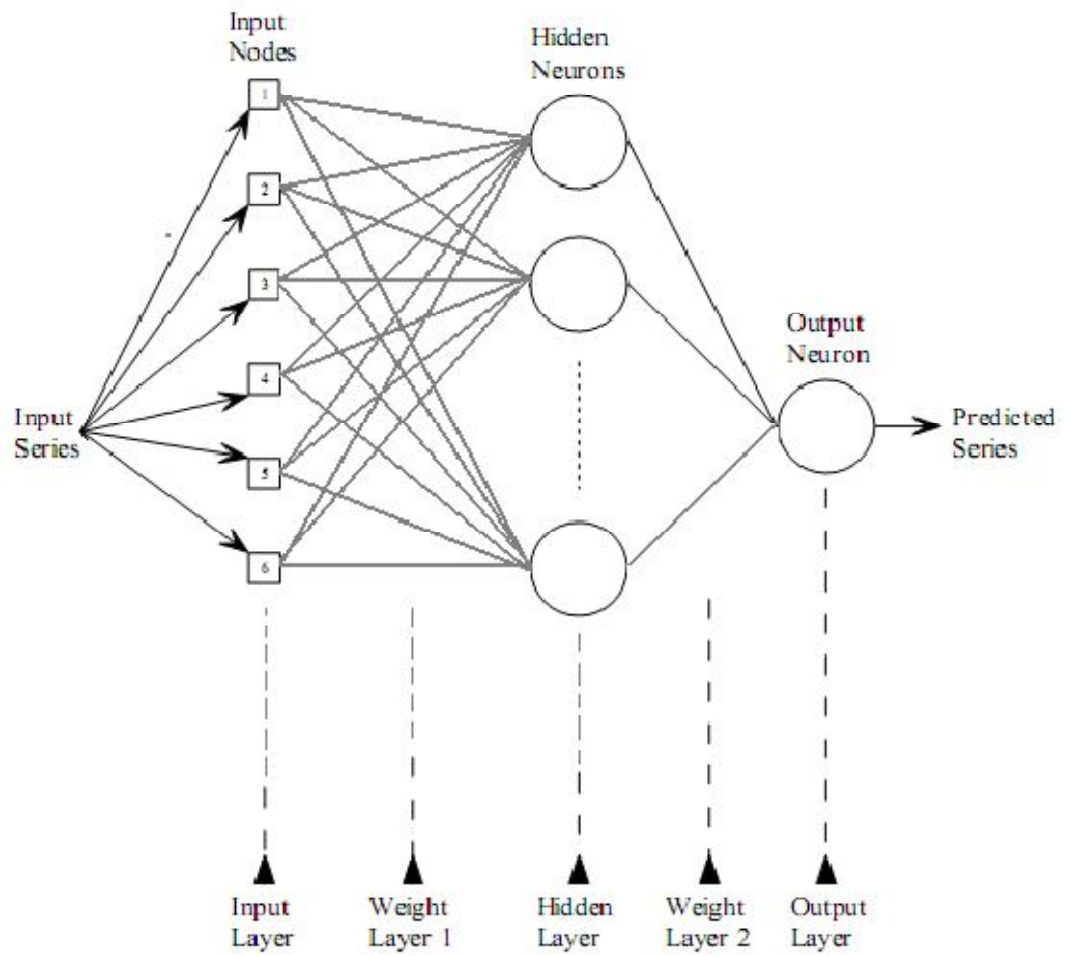 Input
Nodes
Hidden
Neurons
1
2
3
4
5
6
Input
Series
Output
Neuron
Predicted
Series
Input
Layer
Weight
Layer 1
Hidden
Layer
Weight
Layer 2
Output
Layer